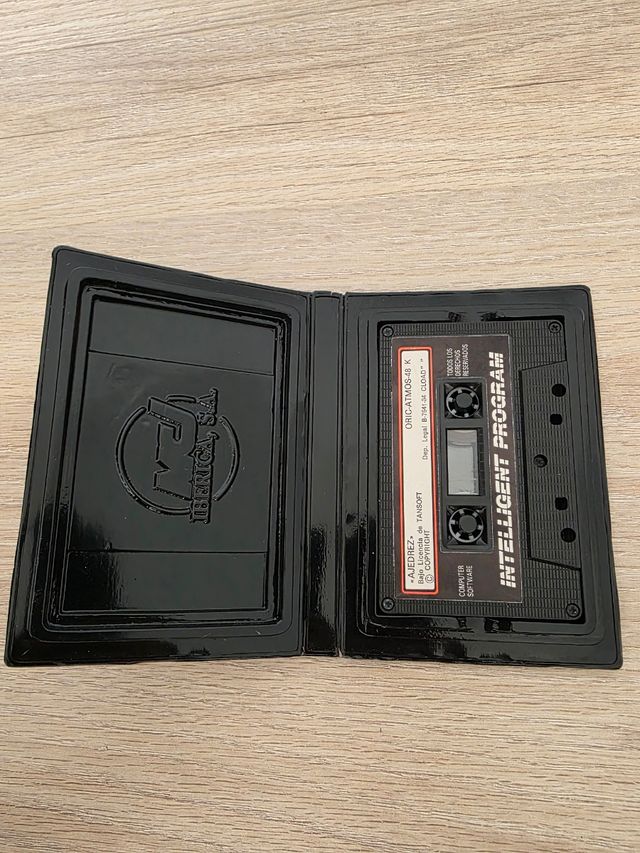 IBERICA, S.A.
«AJEDREZ»
ORIC-ATMOS-48 K
Bajo Licencia de TANSOFT
Dep. Legal B-7541-34 CLOAD" "
© COPYRIGHT
COMPUTER
SOFTWARE
TODOS LOS
DERECHOS
RESERVADOS
INTELLIGENT PROGRAM